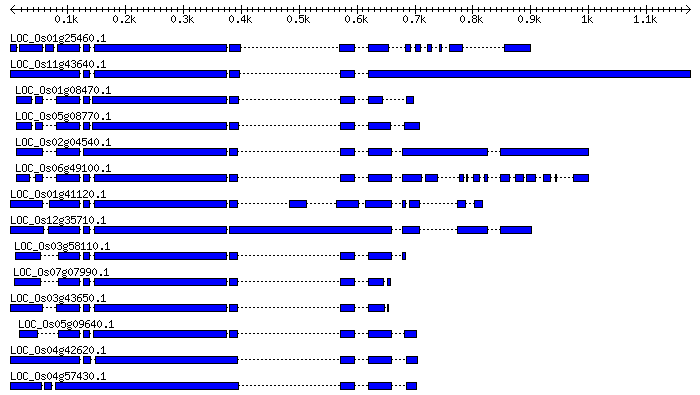 0.1k 0.2k 0.3k 0.4k 0.5k 0.6k 0.7k 0.8k 0.9k 1k 1.1k
LOC_Os01g25460.1
LOC_Os11g43640.1
LOC_Os01g08470.1
LOC_Os05g08770.1
LOC_Os02g04540.1
LOC_Os06g49100.1
LOC_Os01g41120.1
LOC_Os12g35710.1
LOC_Os03g58110.1
LOC_Os07g07990.1
LOC_Os03g43650.1
LOC_Os05g09640.1
LOC_Os04g42620.1
LOC_Os04g57430.1